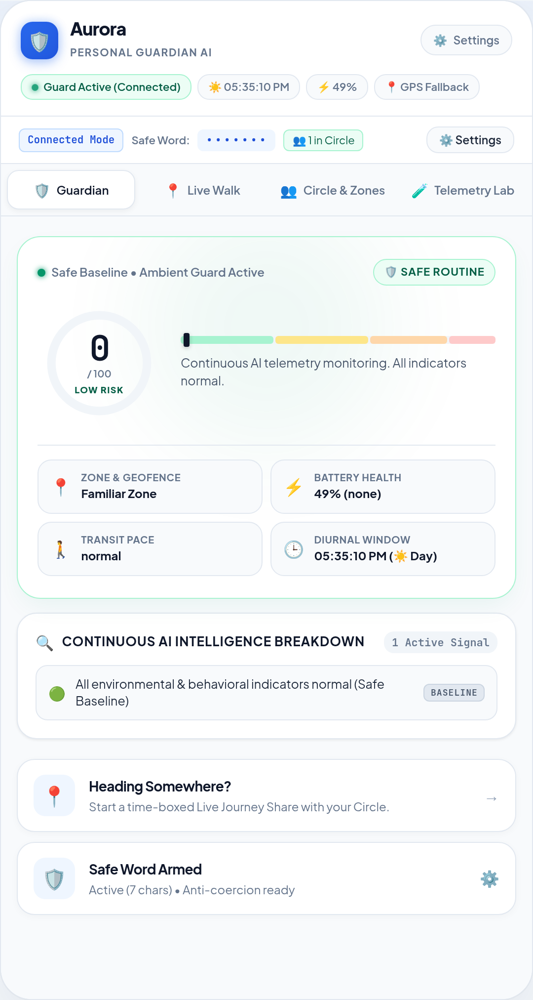 Aurora
PERSONAL GUARDIAN AI
⚙️ Settings
Guard Active (Connected)
☀️ 05:35:10 PM
⚡ 49%
📍 GPS Fallback
Connected Mode
Safe Word:
•••••••
👥 1 in Circle
⚙️ Settings
🛡️ Guardian
📍 Live Walk
👥 Circle & Zones
🧪 Telemetry Lab
Safe Baseline • Ambient Guard Active
🛡️ SAFE ROUTINE
0
/ 100
LOW RISK
Continuous AI telemetry monitoring. All indicators
normal.
ZONE & GEOFENCE
Familiar Zone
BATTERY HEALTH
49% (none)
TRANSIT PACE
normal
DIURNAL WINDOW
05:35:10 PM (☀️ Day)
🔍 CONTINUOUS AI INTELLIGENCE BREAKDOWN
1 Active Signal
All environmental & behavioral indicators normal (Safe
Baseline)
BASELINE
Heading Somewhere?
Start a time-boxed Live Journey Share with your Circle.
→
Safe Word Armed
Active (7 chars) • Anti-coercion ready